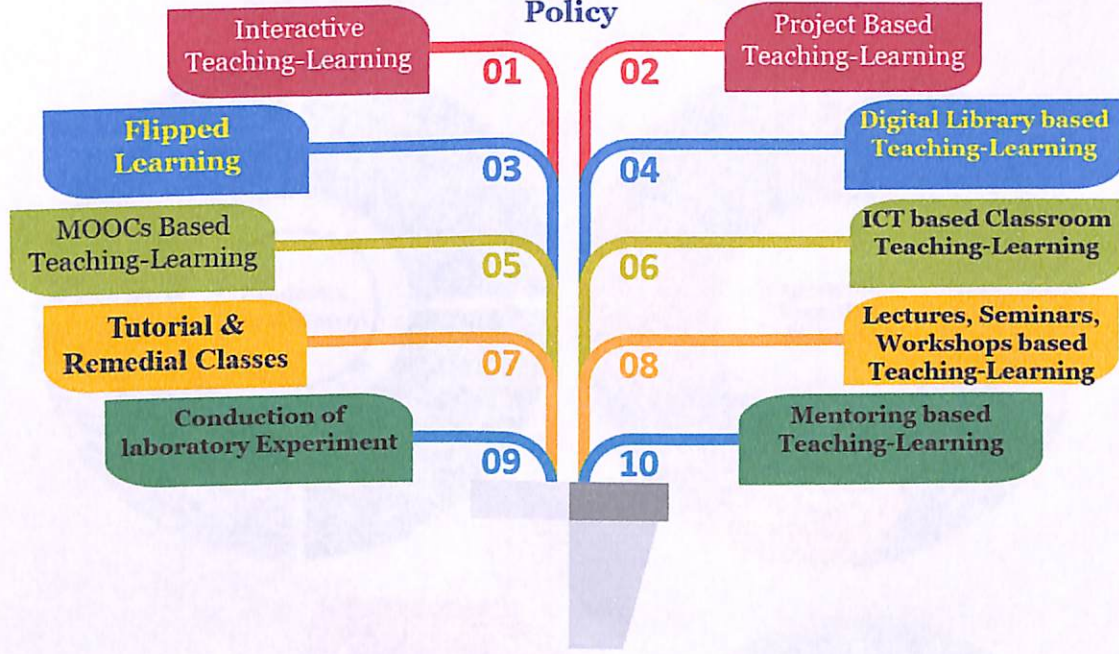 Policy
Interactive
Teaching-Learning
01
02
Project Based
Teaching-Learning
Flipped
Learning
03
04
Digital Library based
Teaching-Learning
MOOCs Based
Teaching-Learning
05
06
ICT based Classroom
Teaching-Learning
Tutorial &
Remedial Classes
07
08
Lectures, Seminars,
Workshops based
Teaching-Learning
Conduction of
laboratory Experiment
09
10
Mentoring based
Teaching-Learning